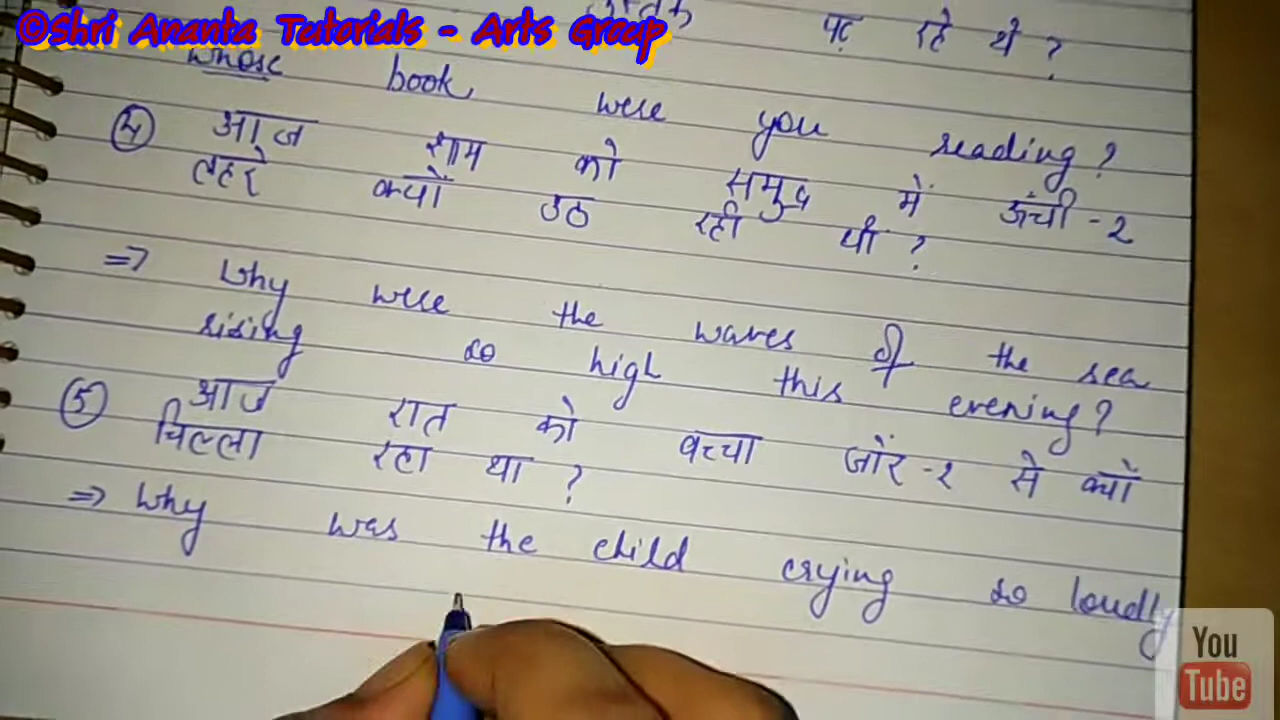 ©Shri Ananta Tutorials - Arts Group
पढ़ रहे थे ?
whose book were you reading?
4 आज शाम को समुद्र में ऊंची-२
लहरे क्यों उठ रही थी ?
=> Why were the waves of the sea
rising so high this evening?
5 आज रात को बच्चा जोर-२ से क्यों
चिल्ला रहा था ?
=> Why was the child crying so loudly
You
Tube